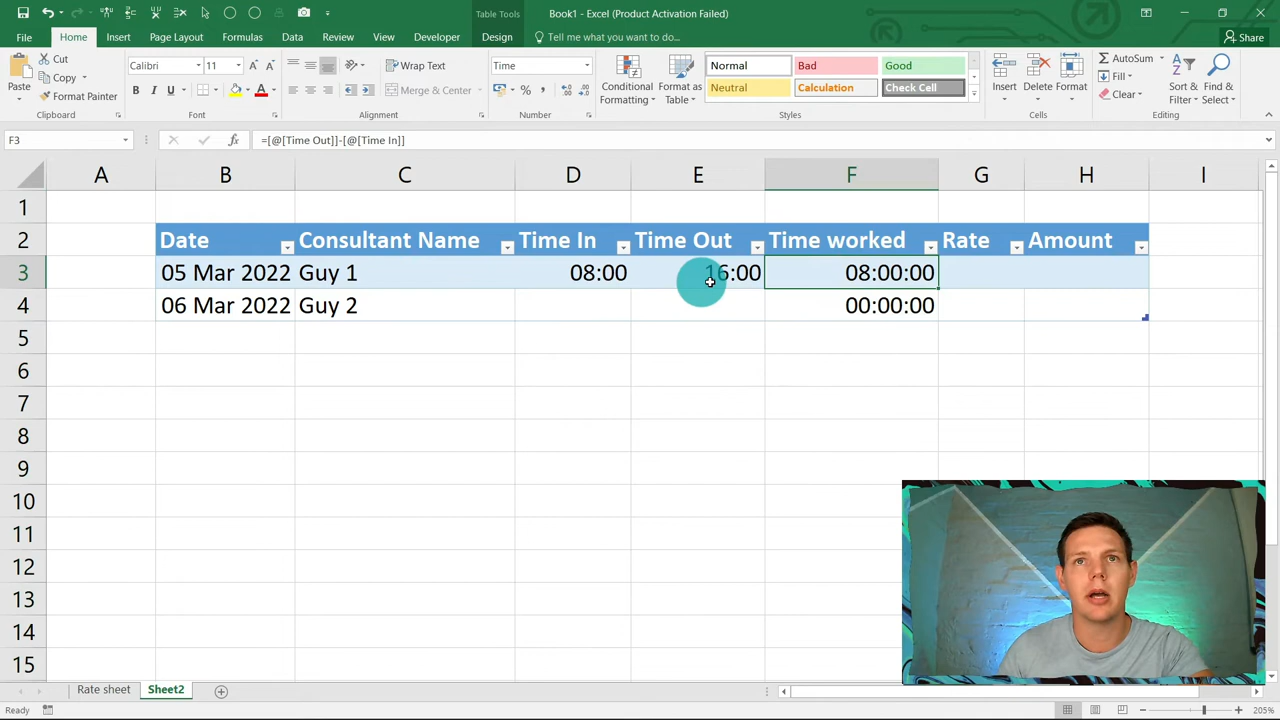 Table Tools
Book1 - Excel (Product Activation Failed)
File Home Insert Page Layout Formulas Data Review View Developer Design Tell me what you want to do... Share
Paste
Cut
Copy
Format Painter
Clipboard
Calibri 11
B I U
Font
Wrap Text
Merge & Center
Alignment
Time
%
Number
Conditional Formatting
Format as Table
Normal Bad Good
Neutral Calculation Check Cell
Styles
Insert Delete Format
Cells
AutoSum
Fill
Clear
Sort & Filter
Find & Select
Editing
F3 fx =[@[Time Out]]-[@[Time In]]
A B C D E F G H I
1
2 Date Consultant Name Time In Time Out Time worked Rate Amount
3 05 Mar 2022 Guy 1 08:00 16:00 08:00:00
4 06 Mar 2022 Guy 2 00:00:00
5
6
7
8
9
10
11
12
13
14
15
Rate sheet Sheet2
Ready 205%